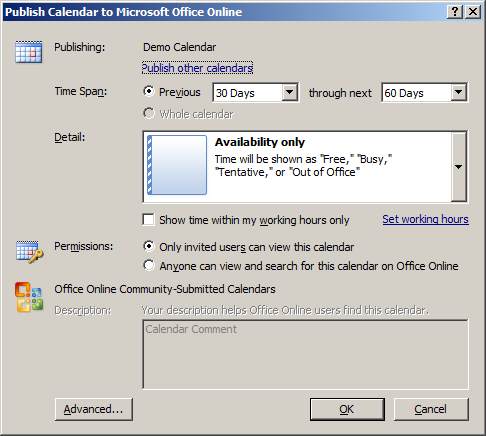 Publish Calendar to Microsoft Office Online
Publishing: Demo Calendar
Publish other calendars
Time Span: Previous 30 Days through next 60 Days
Whole calendar
Detail: Availability only
Time will be shown as "Free," "Busy,"
"Tentative," or "Out of Office"
Show time within my working hours only Set working hours
Permissions: Only invited users can view this calendar
Anyone can view and search for this calendar on Office Online
Office Online Community-Submitted Calendars
Description: Your description helps Office Online users find this calendar.
Calendar Comment
Advanced... OK Cancel